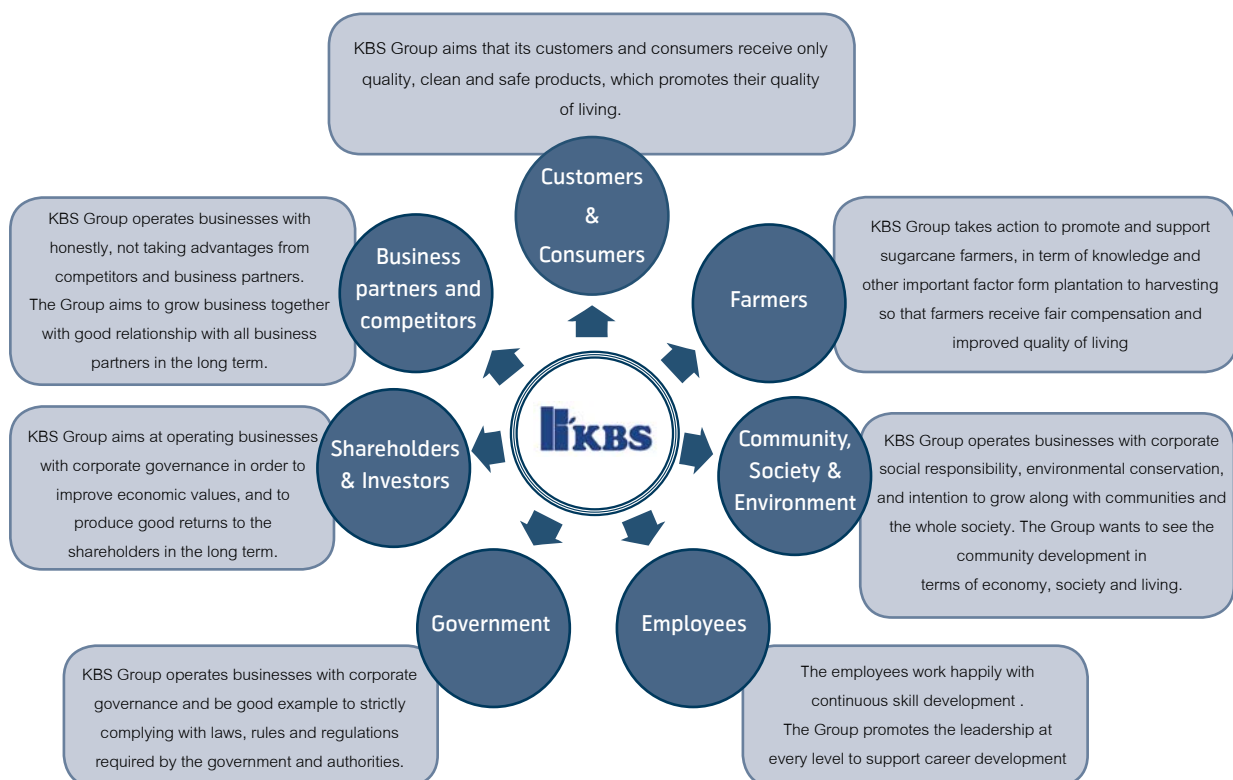 KBS Group aims that its customers and consumers receive only
quality, clean and safe products, which promotes their quality
of living.
Customers
&
Consumers
KBS Group operates businesses with
honestly, not taking advantages from
competitors and business partners.
The Group aims to grow business together
with good relationship with all business
partners in the long term.
Business
partners and
competitors
Farmers
KBS Group takes action to promote and support
sugarcane farmers, in term of knowledge and
other important factor form plantation to harvesting
so that farmers receive fair compensation and
improved quality of living
KBS Group aims at operating businesses
with corporate governance in order to
improve economic values, and to
produce good returns to the
shareholders in the long term.
Shareholders
& Investors
KBS
Community,
Society &
Environment
KBS Group operates businesses with corporate
social responsibility, environmental conservation,
and intention to grow along with communities and
the whole society. The Group wants to see the
community development in
terms of economy, society and living.
Government
KBS Group operates businesses with corporate
governance and be good example to strictly
complying with laws, rules and regulations
required by the government and authorities.
Employees
The employees work happily with
continuous skill development .
The Group promotes the leadership at
every level to support career development